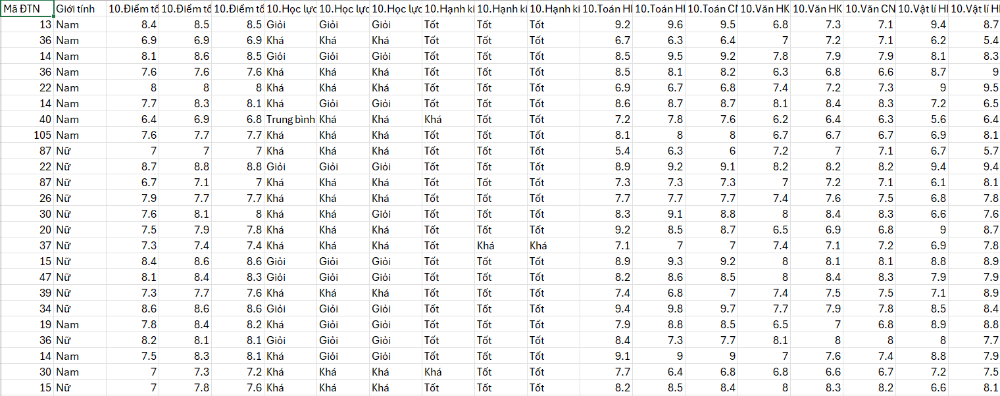 Mã ĐTN Giới tính 10.Điểm tổ 10.Điểm tổ 10.Điểm tổ 10.Học lực 10.Học lực 10.Học lực 10.Hạnh ki 10.Hạnh ki 10.Hạnh ki 10.Toán HI 10.Toán HI 10.Toán CN 10.Văn HK 10.Văn HK 10.Văn CN 10.Vật lí HI 10.Vật lí HI
13 Nam 8.4 8.5 8.5 Giỏi Giỏi Giỏi Tốt Tốt Tốt 9.2 9.6 9.5 6.8 7.3 7.1 9.4 8.7
36 Nam 6.9 6.9 6.9 Khá Khá Khá Tốt Tốt Tốt 6.7 6.3 6.4 7 7.2 7.1 6.2 5.4
14 Nam 8.1 8.6 8.5 Giỏi Giỏi Giỏi Tốt Tốt Tốt 8.5 9.5 9.2 7.8 7.9 7.9 8.1 8.3
36 Nam 7.6 7.6 7.6 Khá Khá Khá Tốt Tốt Tốt 8.5 8.1 8.2 6.3 6.8 6.6 8.7 9
22 Nam 8 8 8 Khá Khá Khá Tốt Tốt Tốt 6.9 6.7 6.8 7.4 7.2 7.3 9 9.5
14 Nam 7.7 8.3 8.1 Khá Giỏi Giỏi Tốt Tốt Tốt 8.6 8.7 8.7 8.1 8.4 8.3 7.2 6.5
40 Nam 6.4 6.9 6.8 Trung bình Khá Khá Khá Tốt Tốt 7.2 7.8 7.6 6.2 6.4 6.3 5.6 6.4
105 Nam 7.6 7.7 7.7 Khá Khá Khá Tốt Tốt Tốt 8.1 8 8 6.7 6.7 6.7 6.9 8.1
87 Nữ 7 7 7 Khá Khá Khá Tốt Tốt Tốt 5.4 6.3 6 7.2 7 7.1 6.7 5.7
22 Nữ 8.7 8.8 8.8 Giỏi Giỏi Giỏi Tốt Tốt Tốt 8.9 9.2 9.1 8.2 8.2 8.2 9.4 9.4
87 Nữ 6.7 7.1 7 Khá Khá Khá Tốt Tốt Tốt 7.3 7.3 7.3 7 7.2 7.1 6.1 8.1
26 Nữ 7.9 7.7 7.7 Khá Khá Khá Tốt Tốt Tốt 7.7 7.7 7.7 7.4 7.6 7.5 6.8 7.8
30 Nữ 7.6 8.1 8 Khá Khá Giỏi Tốt Tốt Tốt 8.3 9.1 8.8 8 8.4 8.3 6.6 7.6
20 Nữ 7.5 7.9 7.8 Khá Khá Khá Tốt Tốt Tốt 9.2 8.5 8.7 6.5 6.9 6.8 9 8.7
37 Nữ 7.3 7.4 7.4 Khá Khá Khá Tốt Khá Khá 7.1 7 7 7.4 7.1 7.2 6.9 7.8
15 Nữ 8.4 8.6 8.6 Giỏi Giỏi Giỏi Tốt Tốt Tốt 8.9 9.3 9.2 8 8.1 8.1 8.8 8.9
47 Nữ 8.1 8.4 8.3 Giỏi Giỏi Giỏi Tốt Tốt Tốt 8.2 8.6 8.5 8 8.4 8.3 7.9 7.9
39 Nữ 7.3 7.7 7.6 Khá Khá Khá Tốt Tốt Tốt 7.4 6.8 7 7.4 7.5 7.5 7.1 8.9
34 Nữ 8.6 8.6 8.6 Giỏi Giỏi Giỏi Tốt Tốt Tốt 9.4 9.8 9.7 7.7 7.9 7.8 8.5 8.4
19 Nam 7.8 8.4 8.2 Khá Giỏi Giỏi Tốt Tốt Tốt 7.9 8.8 8.5 6.5 7 6.8 8.9 8.8
36 Nữ 8.2 8.1 8.1 Giỏi Giỏi Giỏi Tốt Tốt Tốt 8.4 7.3 7.7 8.1 8 8 8 7.7
14 Nam 7.5 8.3 8.1 Khá Giỏi Giỏi Tốt Tốt Tốt 9.1 9 9 7 7.6 7.4 8.8 7.9
30 Nam 7 7.3 7.2 Khá Khá Khá Khá Tốt Tốt 7.7 6.4 6.8 6.8 6.6 6.7 7.2 7.5
15 Nữ 7 7.8 7.6 Khá Khá Khá Tốt Tốt Tốt 8.2 8.5 8.4 8 8.3 8.2 6.6 8.1